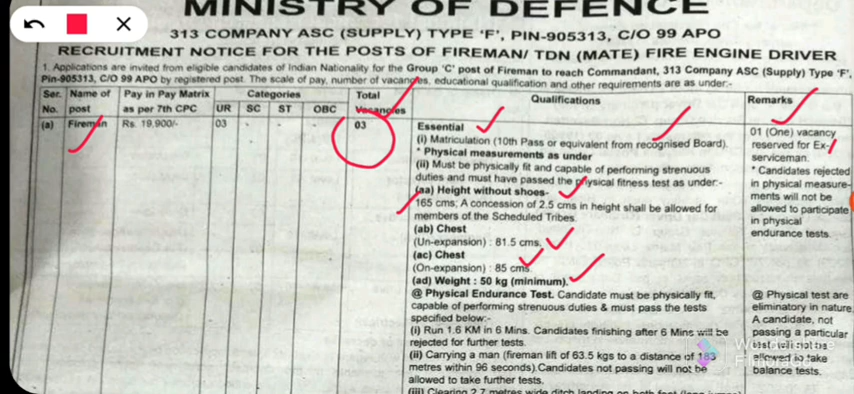 MINISTRY OF DEFENCE
313 COMPANY ASC (SUPPLY) TYPE 'F', PIN-905313, C/O 99 APO
RECRUITMENT NOTICE FOR THE POSTS OF FIREMAN/ TDN (MATE) FIRE ENGINE DRIVER
1. Applications are invited from eligible candidates of Indian Nationality for the Group 'C' post of Fireman to reach Commandant, 313 Company ASC (Supply) Type 'F',
Pin-905313, C/O 99 APO by registered post. The scale of pay, number of vacancies, educational qualification and other requirements are as under:-
Ser. No.
Name of post
Pay in Pay Matrix as per 7th CPC
Categories
UR SC ST OBC
Total Vacancies
Qualifications
Remarks
(a) Fireman Rs. 19,900/- 03 - - - 03
Essential
(i) Matriculation (10th Pass or equivalent from recognised Board).
* Physical measurements as under
(ii) Must be physically fit and capable of performing strenuous
duties and must have passed the physical fitness test as under:-
(aa) Height without shoes-
165 cms; A concession of 2.5 cms in height shall be allowed for
members of the Scheduled Tribes.
(ab) Chest
(Un-expansion) : 81.5 cms.
(ac) Chest
(On-expansion) : 85 cms
(ad) Weight : 50 kg (minimum).
@ Physical Endurance Test. Candidate must be physically fit,
capable of performing strenuous duties & must pass the tests
specified below:-
(i) Run 1.6 KM in 6 Mins. Candidates finishing after 6 Mins will be
rejected for further tests.
(ii) Carrying a man (fireman lift of 63.5 kgs to a distance of 183
metres within 96 seconds).Candidates not passing will not be
allowed to take further tests.
(iii) Clearing 2.7 metres wide ditch landing on both feet (long jump)
01 (One) vacancy
reserved for Ex-
serviceman.
* Candidates rejected
in physical measure-
ments will not be
allowed to participate
in physical
endurance tests.
@ Physical test are
eliminatory in nature.
A candidate, not
passing a particular
test will not be
allowed to take
balance tests.
Wondershare